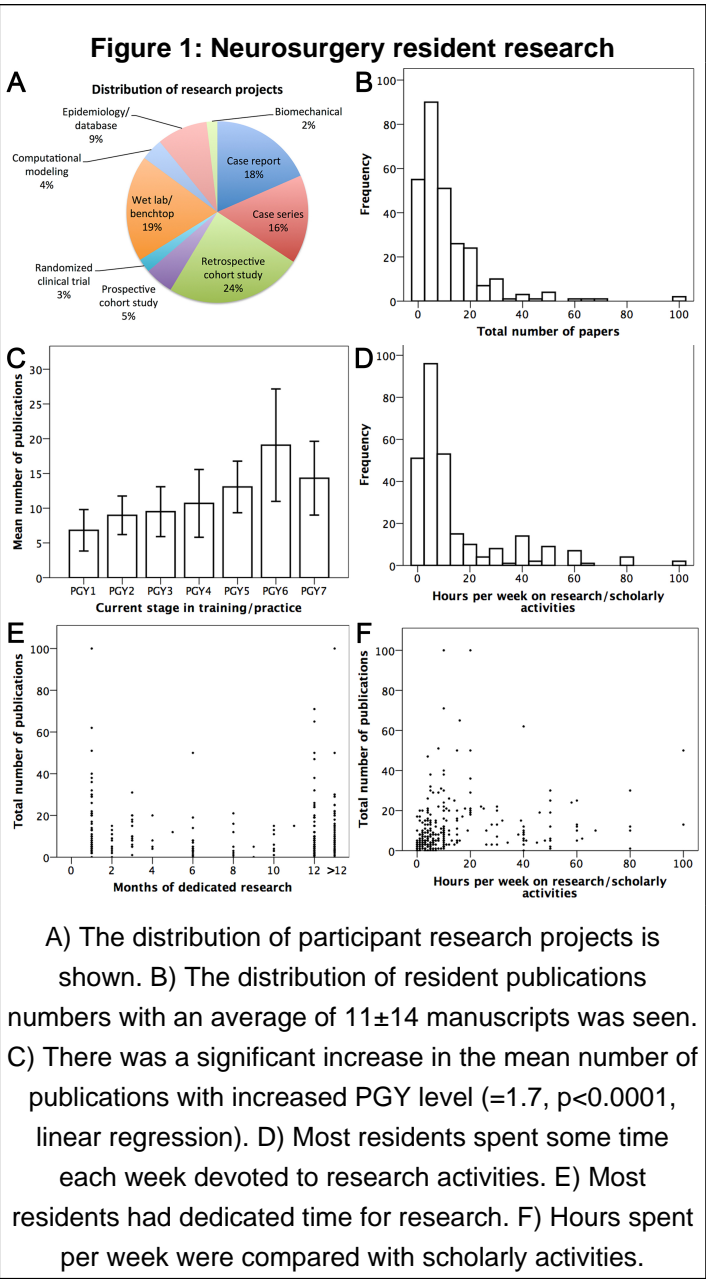 Figure 1: Neurosurgery resident research
A
Distribution of research projects
Epidemiology/
database
9%
Biomechanical
2%
Computational
modeling
4%
Case report
18%
Wet lab/
benchtop
19%
Case series
16%
Randomized
clinical trial
3%
Retrospective
cohort study
24%
Prospective
cohort study
5%
B
Frequency
100
80
60
40
20
0
0 20 40 60 80 100
Total number of papers
C
Mean number of publications
30
25
20
15
10
5
0
PGY1 PGY2 PGY3 PGY4 PGY5 PGY6 PGY7
Current stage in training/practice
D
Frequency
100
80
60
40
20
0
0 20 40 60 80 100
Hours per week on research/scholarly
activities
E
Total number of publications
100
80
60
40
20
0
0 2 4 6 8 10 12 >12
Months of dedicated research
F
Total number of publications
100
80
60
40
20
0
0 20 40 60 80 100
Hours per week on research/scholarly
activities
A) The distribution of participant research projects is
shown. B) The distribution of resident publications
numbers with an average of 11±14 manuscripts was seen.
C) There was a significant increase in the mean number of
publications with increased PGY level (=1.7, p<0.0001,
linear regression). D) Most residents spent some time
each week devoted to research activities. E) Most
residents had dedicated time for research. F) Hours spent
per week were compared with scholarly activities.